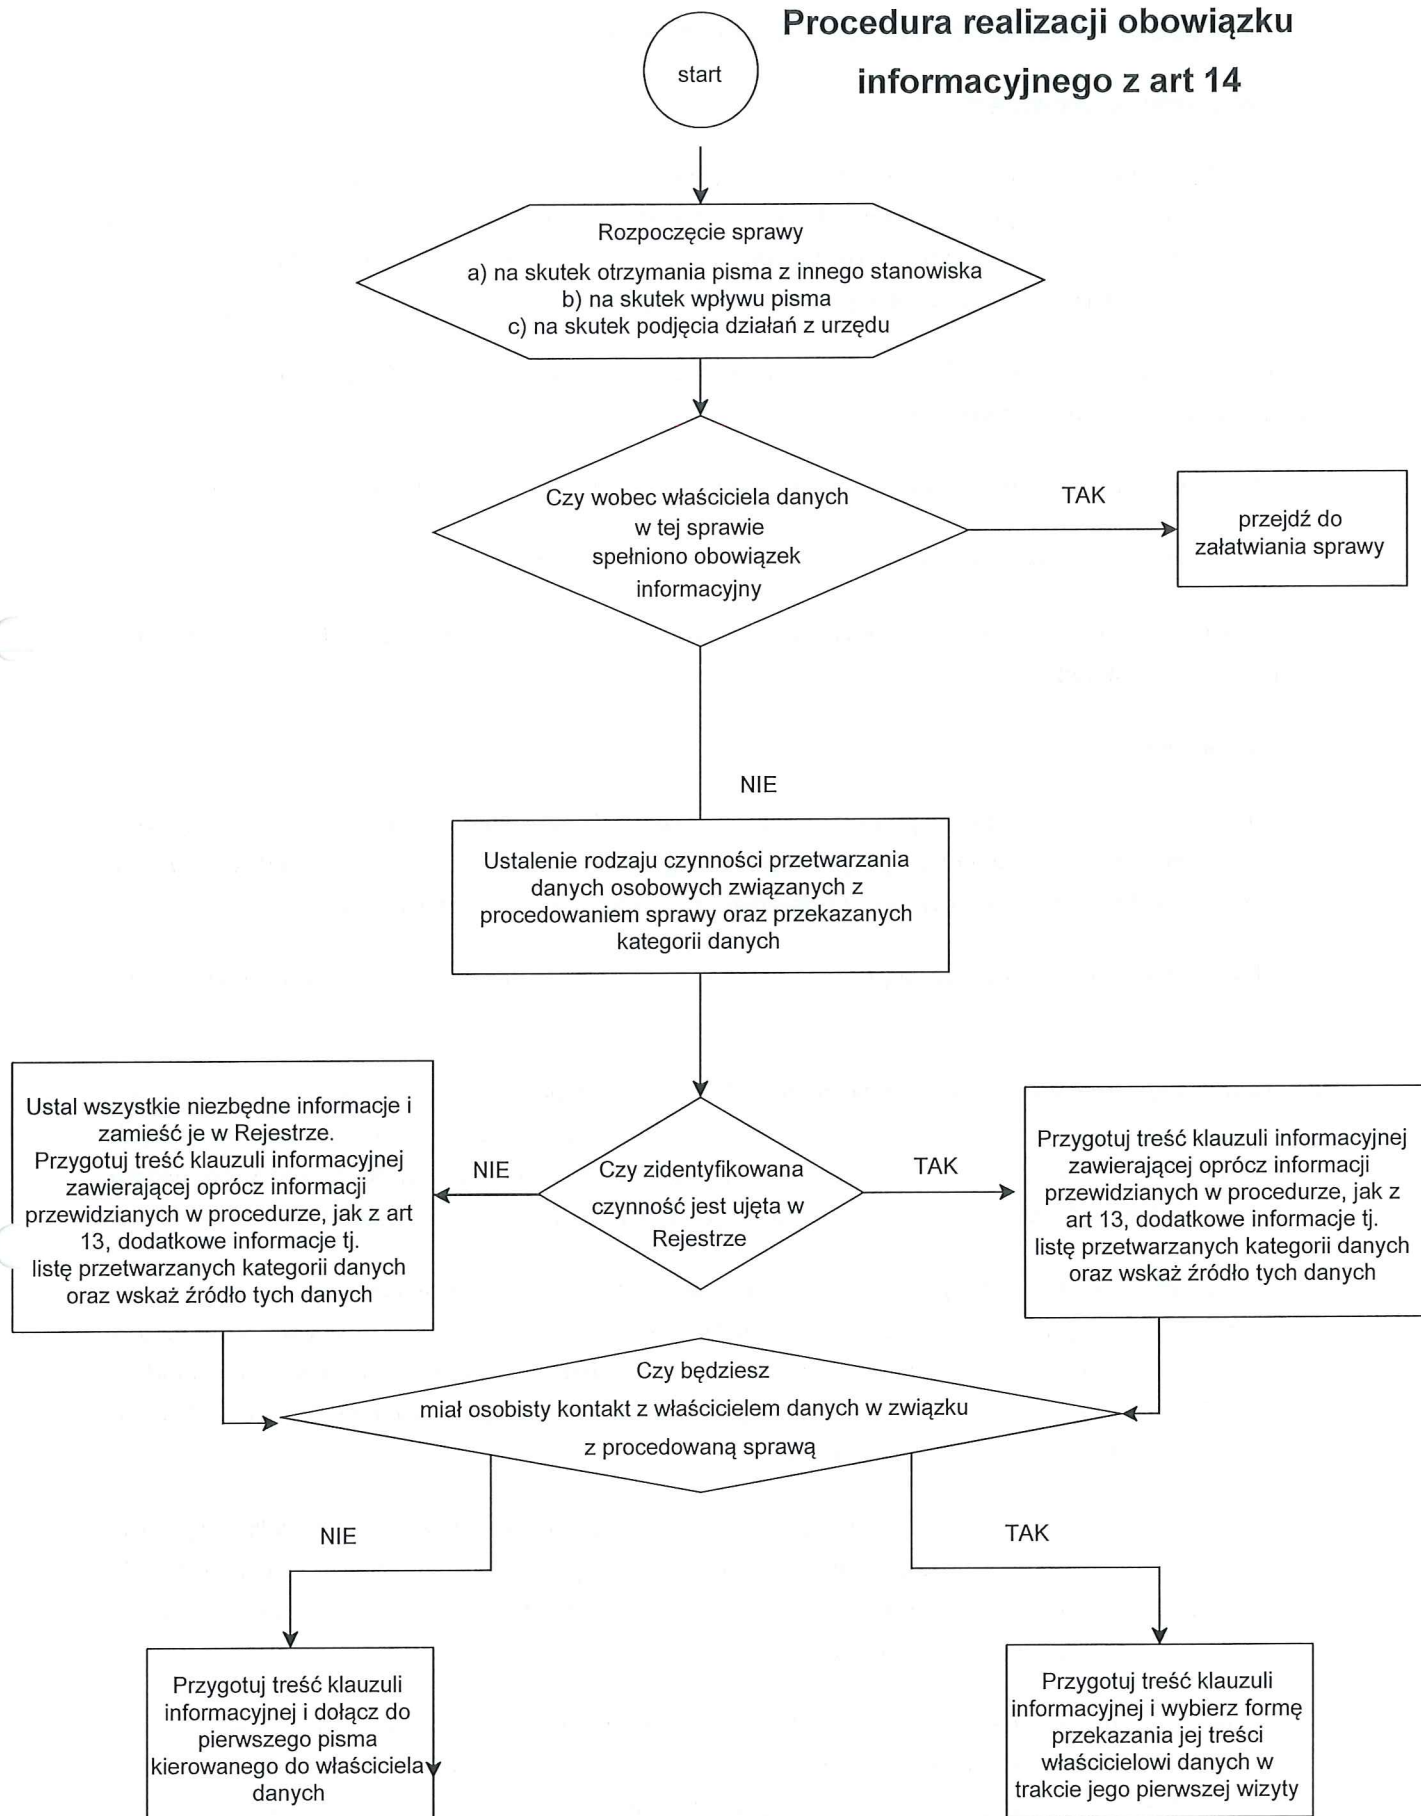 Procedura realizacji obowiązku
informacyjnego z art 14
start
Rozpoczęcie sprawy
a) na skutek otrzymania pisma z innego stanowiska
b) na skutek wpływu pisma
c) na skutek podjęcia działań z urzędu
Czy wobec właściciela danych
w tej sprawie
spełniono obowiązek
informacyjny
TAK
przejdź do
załatwiania sprawy
NIE
Ustalenie rodzaju czynności przetwarzania
danych osobowych związanych z
procedowaniem sprawy oraz przekazanych
kategorii danych
Ustal wszystkie niezbędne informacje i
zamieść je w Rejestrze.
Przygotuj treść klauzuli informacyjnej
zawierającej oprócz informacji
przewidzianych w procedurze, jak z art
13, dodatkowe informacje tj.
listę przetwarzanych kategorii danych
oraz wskaż źródło tych danych
NIE
Czy zidentyfikowana
czynność jest ujęta w
Rejestrze
TAK
Przygotuj treść klauzuli informacyjnej
zawierającej oprócz informacji
przewidzianych w procedurze, jak z
art 13, dodatkowe informacje tj.
listę przetwarzanych kategorii danych
oraz wskaż źródło tych danych
Czy będziesz
miał osobisty kontakt z właścicielem danych w związku
z procedowaną sprawą
NIE
TAK
Przygotuj treść klauzuli
informacyjnej i dołącz do
pierwszego pisma
kierowanego do właściciela
danych
Przygotuj treść klauzuli
informacyjnej i wybierz formę
przekazania jej treści
właścicielowi danych w
trakcie jego pierwszej wizyty